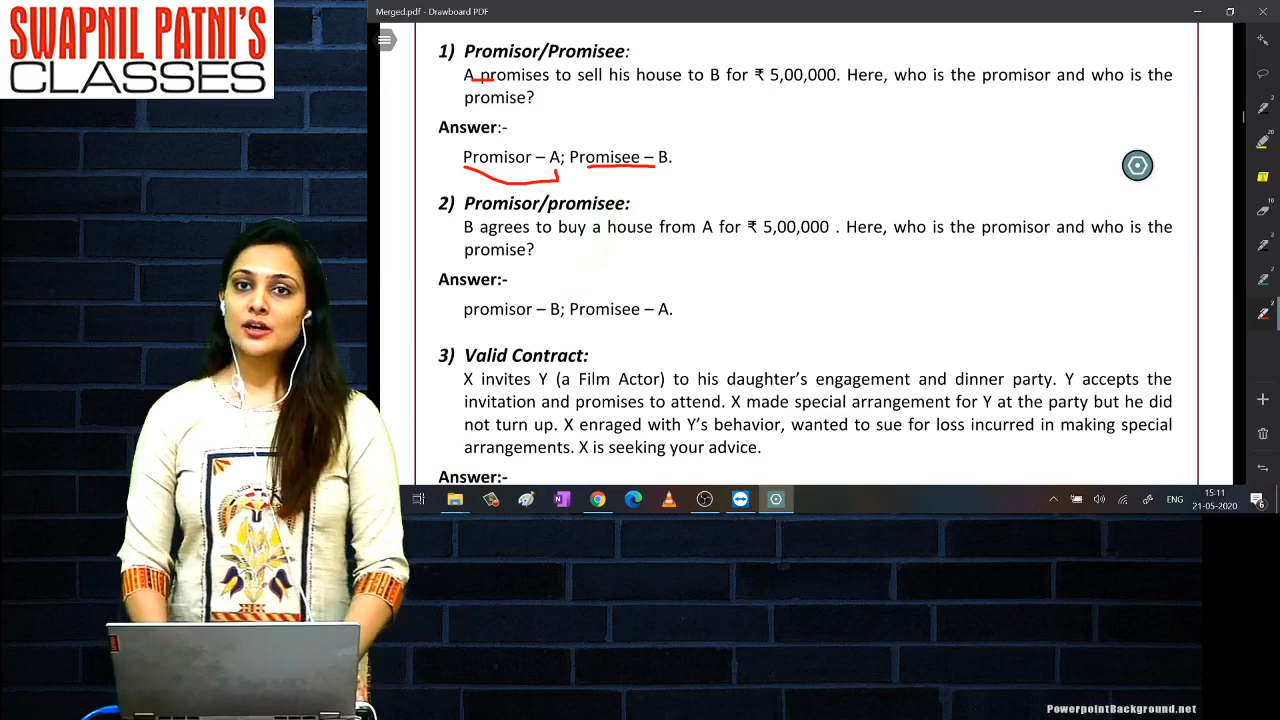 SWAPNIL PATNI'S
CLASSES
Merged.pdf - Drawboard PDF
1) Promisor/Promisee:
A promises to sell his house to B for ₹ 5,00,000. Here, who is the promisor and who is the
promise?
Answer:-
Promisor – A; Promisee – B.
2) Promisor/promisee:
B agrees to buy a house from A for ₹ 5,00,000 . Here, who is the promisor and who is the
promise?
Answer:-
promisor – B; Promisee – A.
3) Valid Contract:
X invites Y (a Film Actor) to his daughter's engagement and dinner party. Y accepts the
invitation and promises to attend. X made special arrangement for Y at the party but he did
not turn up. X enraged with Y's behavior, wanted to sue for loss incurred in making special
arrangements. X is seeking your advice.
Answer:-
ENG
15:11
21-05-2020
PowerpointBackground.net